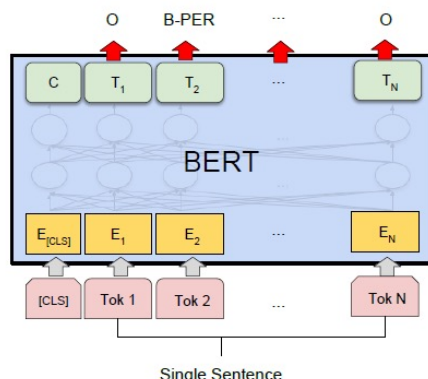 O B-PER ... O
C T1 T2 ... TN
...
BERT
...
E[CLS] E1 E2 ... EN
[CLS] Tok 1 Tok 2 ... Tok N
Single Sentence